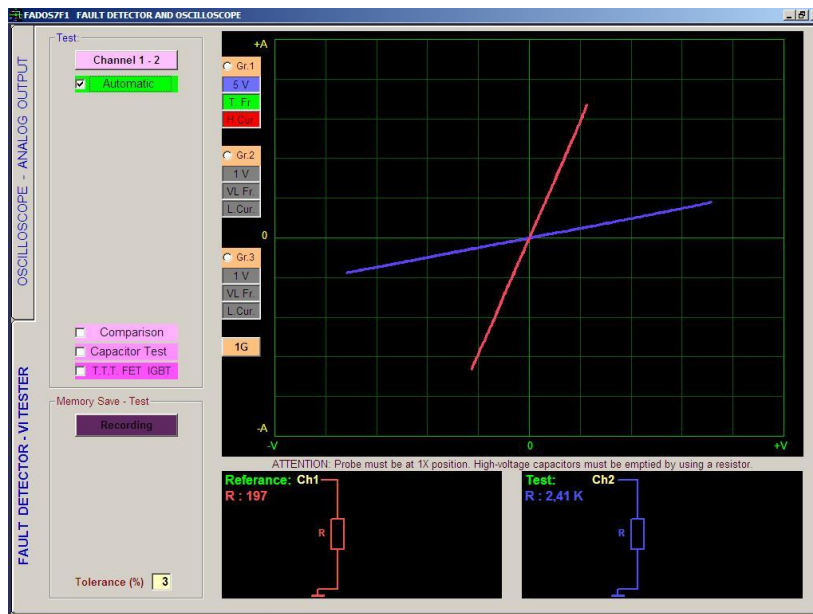 FADOS7F1 FAULT DETECTOR AND OSCILLOSCOPE
OSCILLOSCOPE - ANALOG OUTPUT
FAULT DETECTOR - VI TESTER
Test:
Channel 1 - 2
Automatic
Comparison
Capacitor Test
T.T.T. FET IGBT
Memory Save - Test
Recording
Tolerance (%) 3
+A
Gr.1
5 V
T. Fr.
H.Cur.
Gr.2
1 V
VL Fr.
L.Cur.
0
Gr.3
1 V
VL Fr.
L.Cur.
1G
-A
-V 0 +V
ATTENTION: Probe must be at 1X position. High-voltage capacitors must be emptied by using a resistor.
Referance: Ch1
R : 197
R
Test: Ch2
R : 2,41 K
R